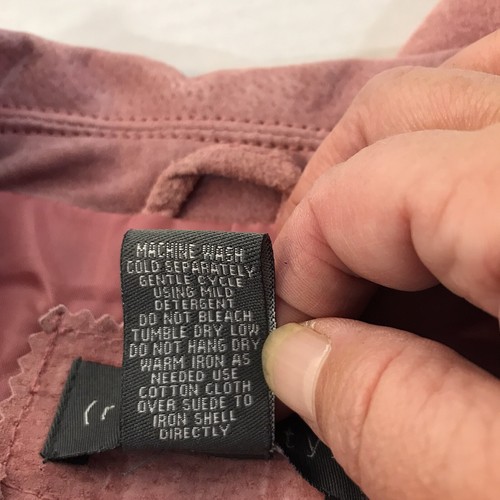 MACHINE WASH
COLD SEPARATELY
GENTLE CYCLE
USING MILD
DETERGENT
DO NOT BLEACH
TUMBLE DRY LOW
DO NOT HANG DRY
WARM IRON AS
NEEDED USE
COTTON CLOTH
OVER SUEDE TO
IRON SHELL
DIRECTLY